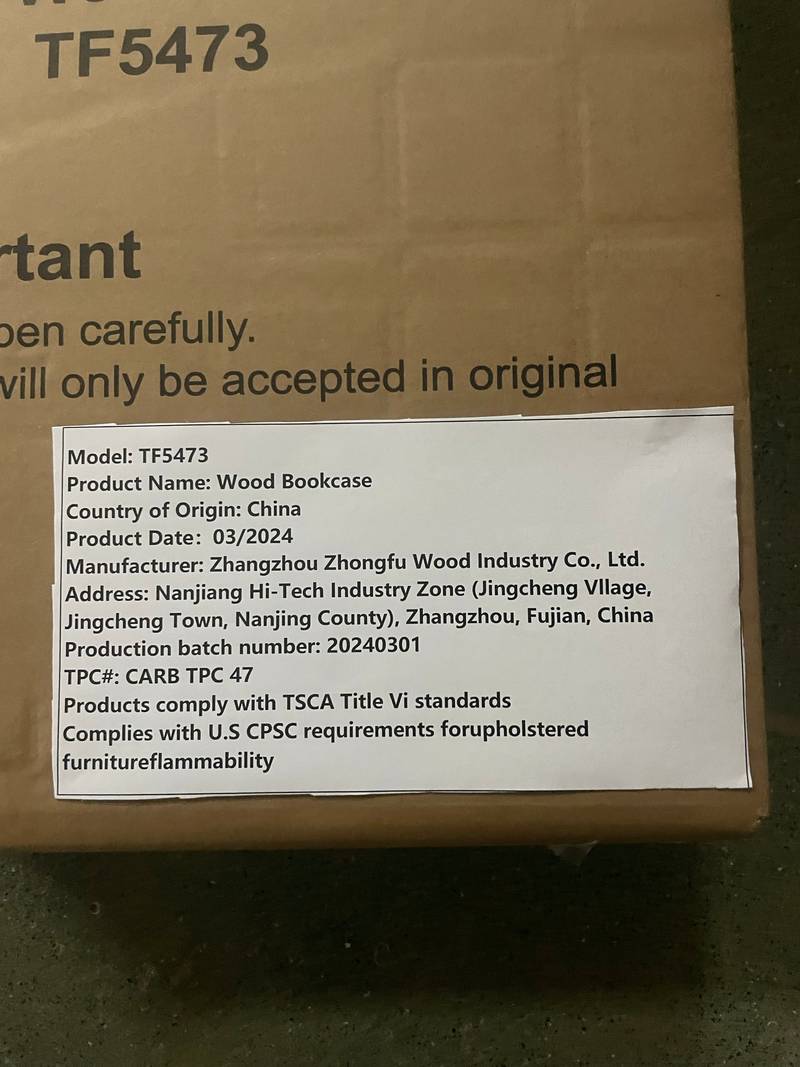 TF5473
rtant
pen carefully.
will only be accepted in original
Model: TF5473
Product Name: Wood Bookcase
Country of Origin: China
Product Date: 03/2024
Manufacturer: Zhangzhou Zhongfu Wood Industry Co., Ltd.
Address: Nanjiang Hi-Tech Industry Zone (Jingcheng VIlage,
Jingcheng Town, Nanjing County), Zhangzhou, Fujian, China
Production batch number: 20240301
TPC#: CARB TPC 47
Products comply with TSCA Title Vi standards
Complies with U.S CPSC requirements forupholstered
furnitureflammability